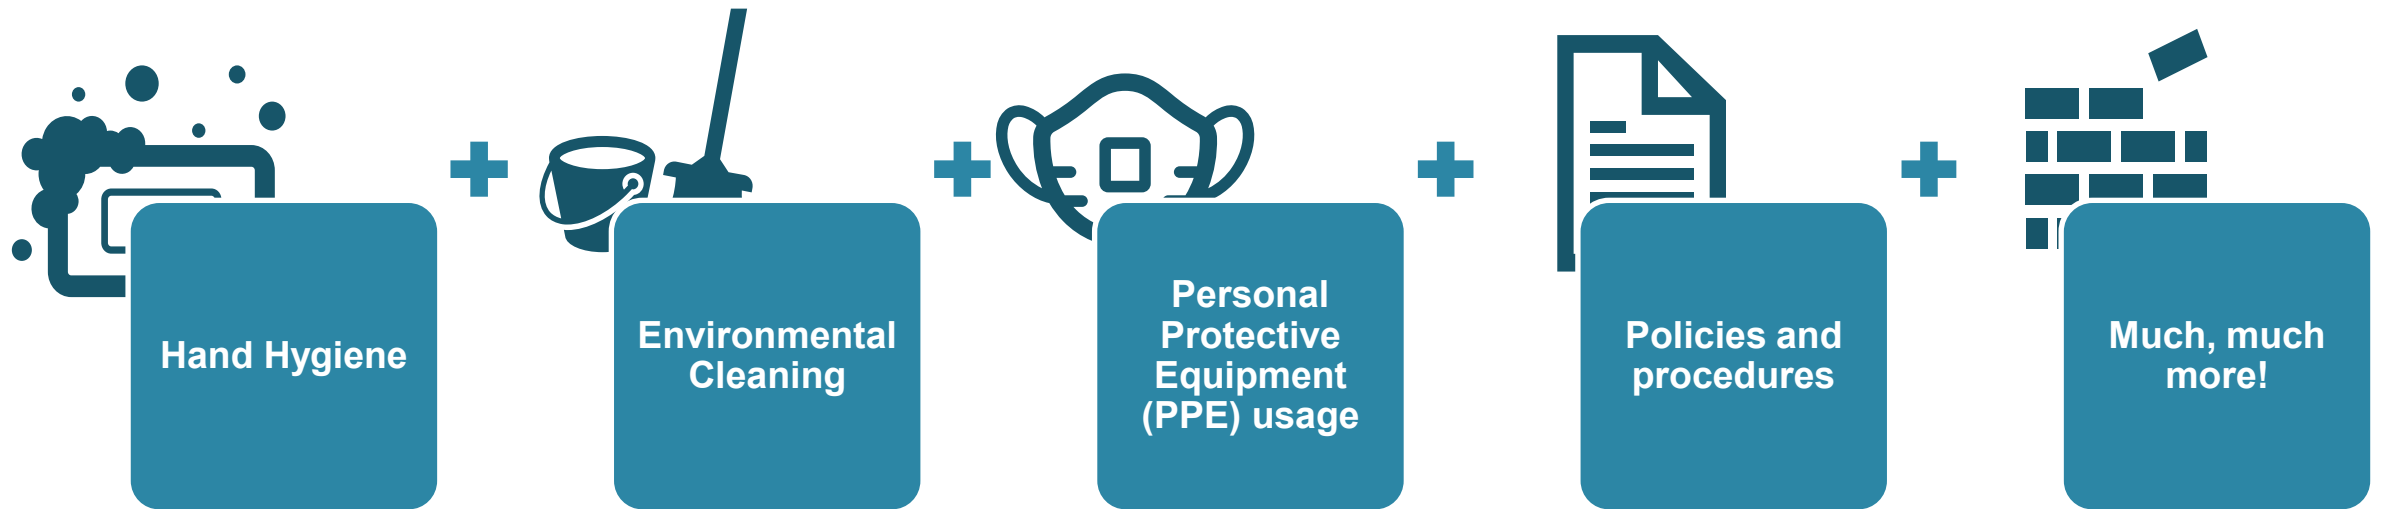 Hand Hygiene
Environmental
Cleaning
Personal
Protective
Equipment
(PPE) usage
Policies and
procedures
Much, much
more!